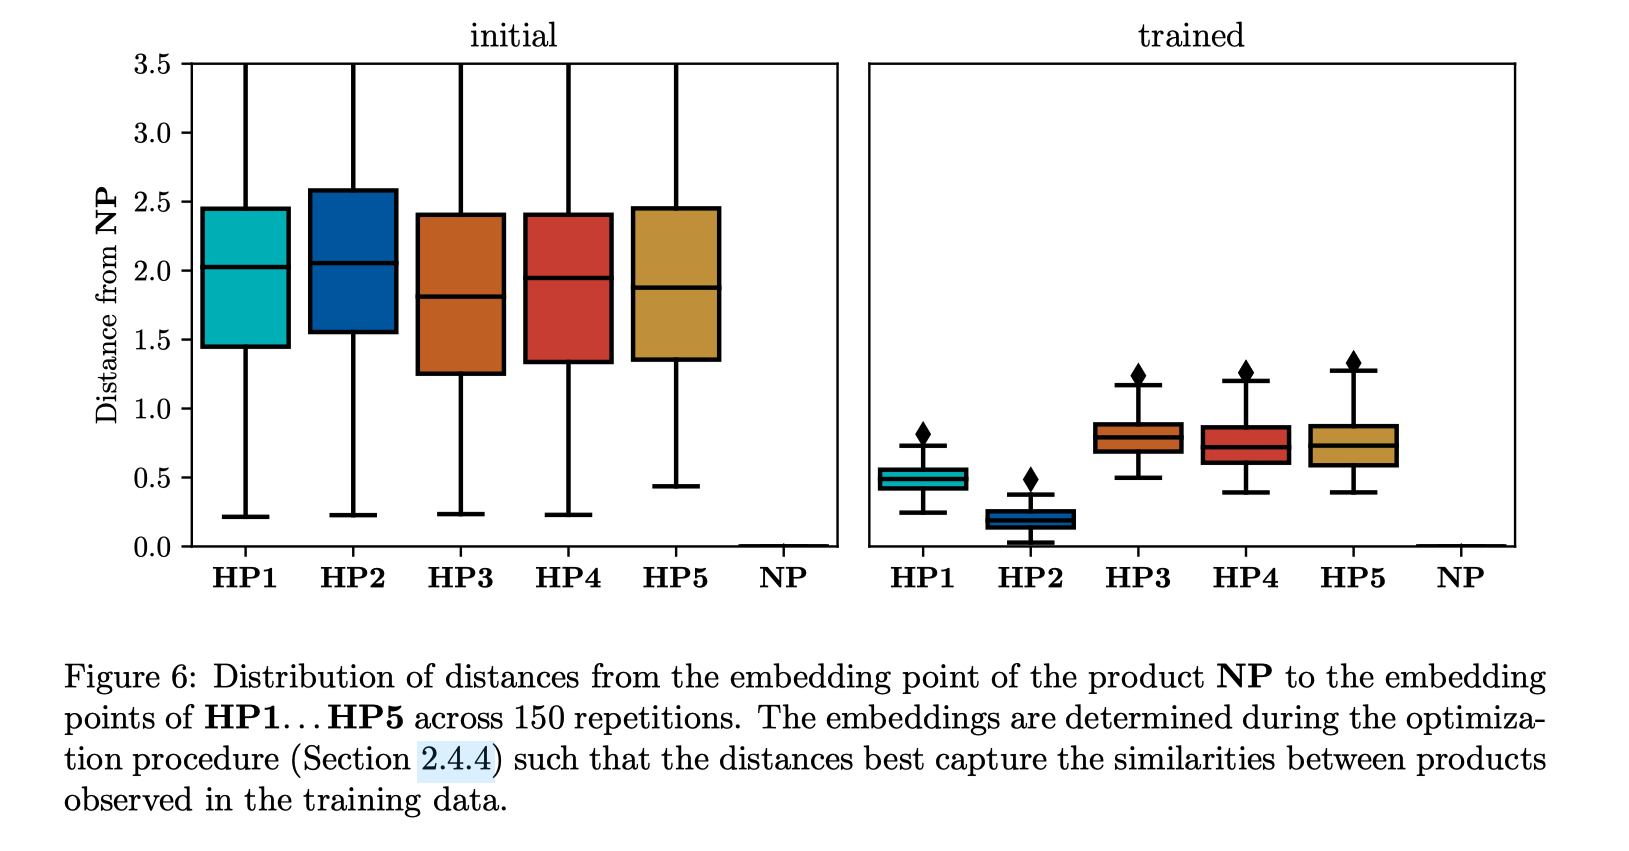 initial
trained
3.5
3.0
2.5
2.0
1.5
1.0
0.5
0.0
Distance from NP
HP1 HP2 HP3 HP4 HP5 NP
HP1 HP2 HP3 HP4 HP5 NP
Figure 6: Distribution of distances from the embedding point of the product NP to the embedding
points of HP1...HP5 across 150 repetitions. The embeddings are determined during the optimiza-
tion procedure (Section 2.4.4) such that the distances best capture the similarities between products
observed in the training data.